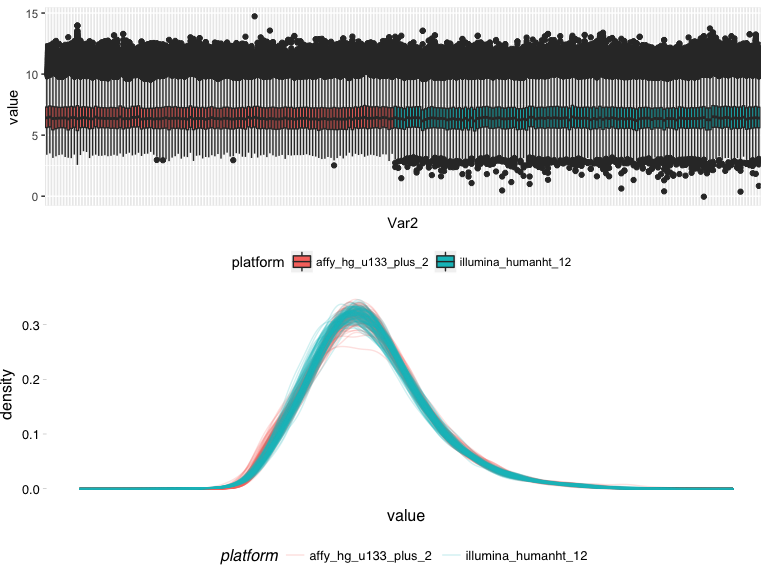 15
10
5
0
value
Var2
platform affy_hg_u133_plus_2 illumina_humanht_12
0.3
0.2
0.1
0.0
density
value
platform affy_hg_u133_plus_2 illumina_humanht_12